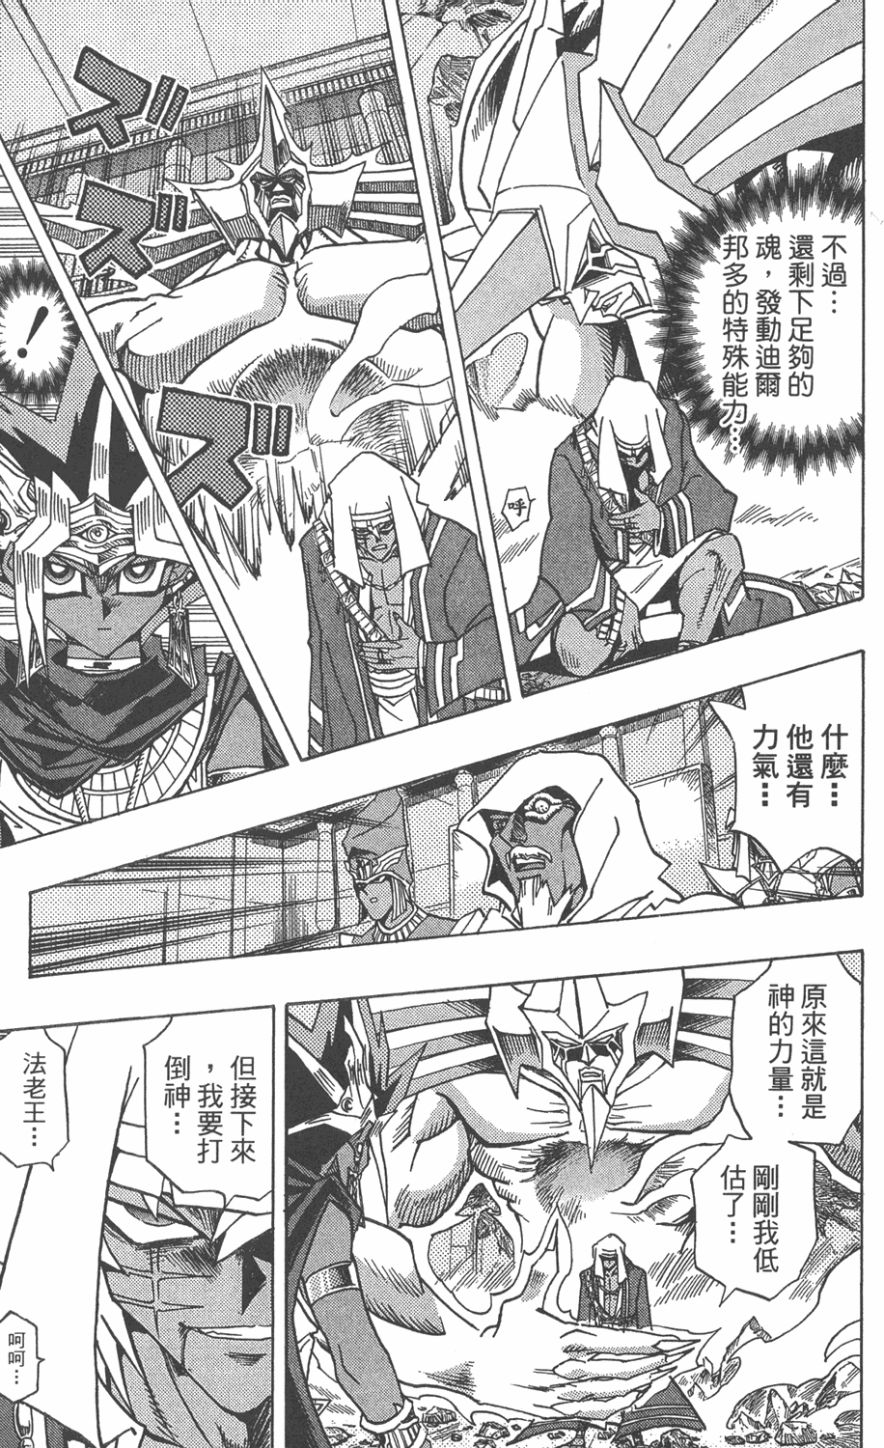 不過…
還剩下足夠的
魂，發動迪爾
邦多的特殊能力…
呼
ズズ
ズズ
ズズ
！
什麼…
他還有
力氣…
原來這就是
神的力量…
剛剛我低
估了…
但接下來
，我要打
倒神…
法老王…
呵呵…